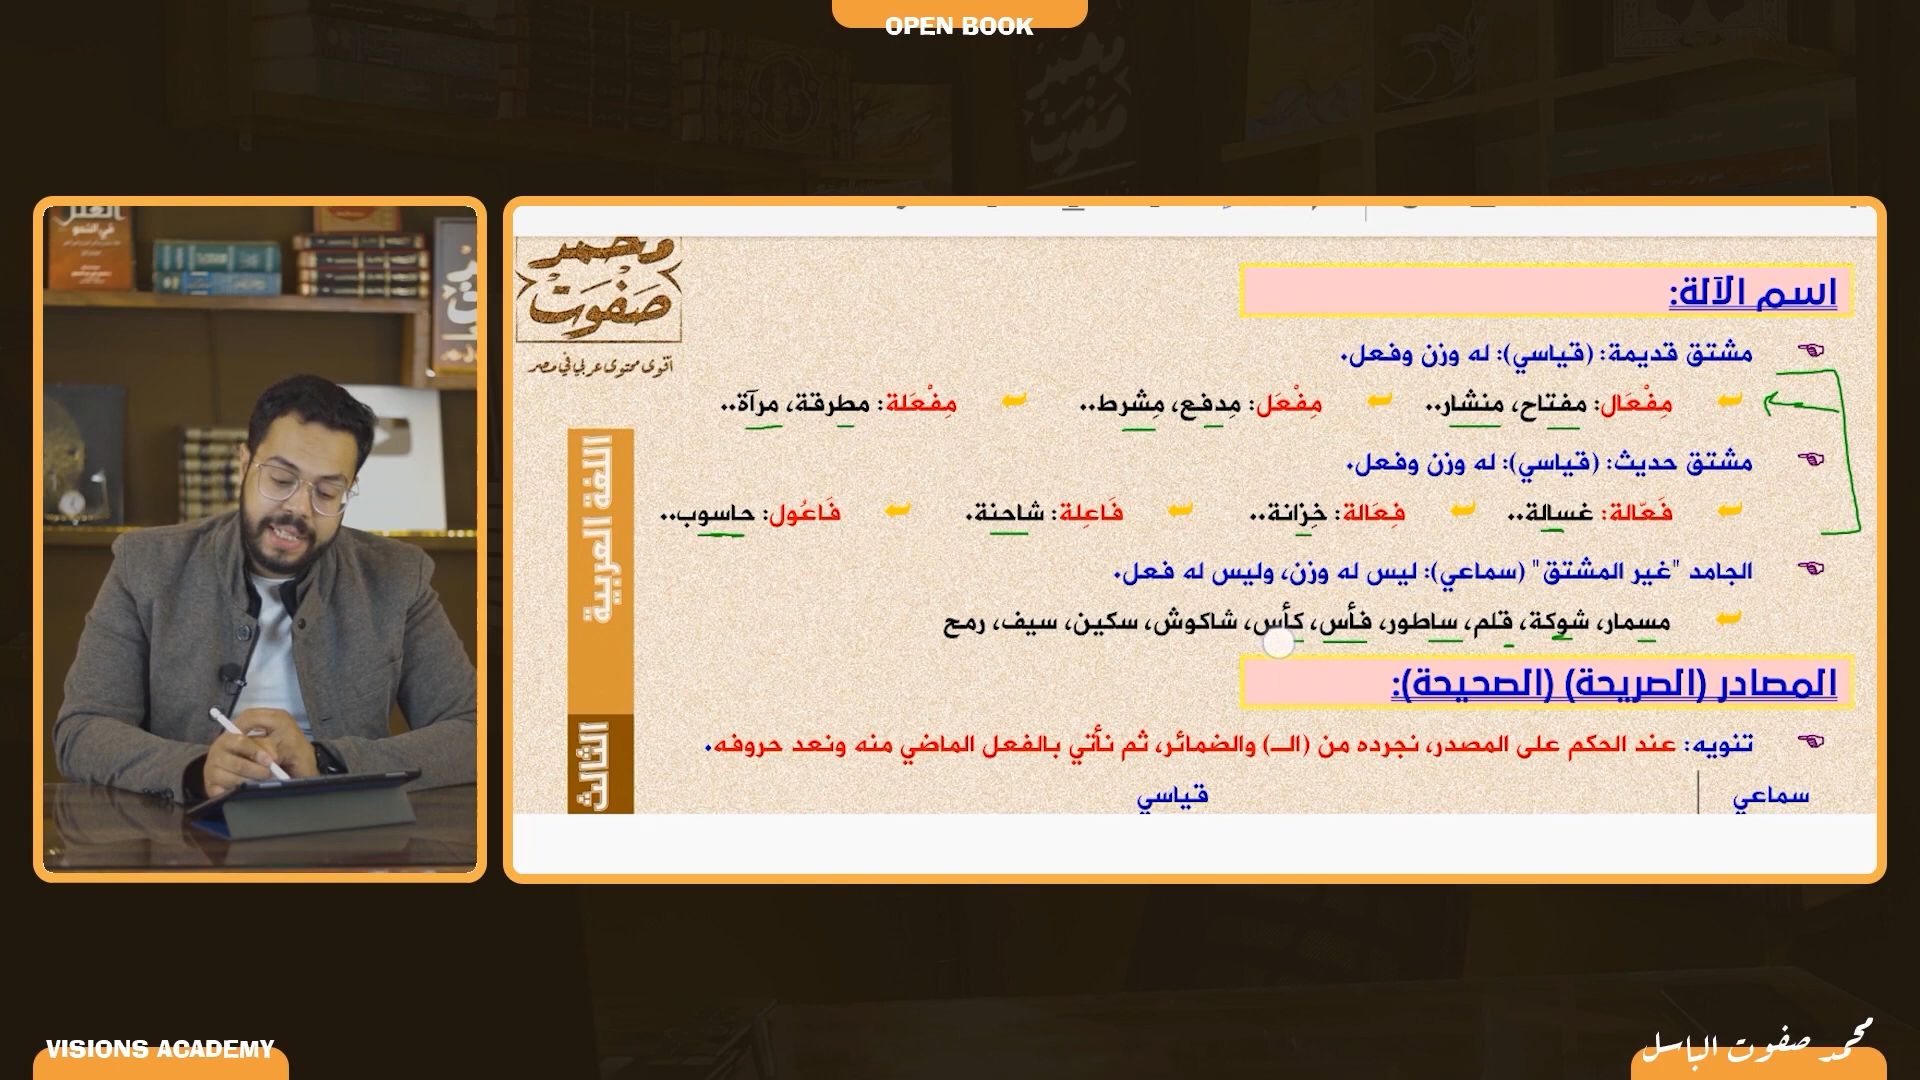 OPEN BOOK
محمد
صفوت
أقوى محتوى عربي في مصر
اسم الآلة:
مشتق قديمة: (قياسي): له وزن وفعل.
مِفْعَال: مفتاح، منشار.. مِفْعَل: مِدفع، مِشرط.. مِفْعَلة: مطرقة، مرآة..
مشتق حديث: (قياسي): له وزن وفعل.
فَعّالة: غسالة.. فِعَالة: خِزانة.. فَاعِلة: شاحنة. فَاعُول: حاسوب..
الجامد "غير المشتق" (سماعي): ليس له وزن، وليس له فعل.
مسمار، شوكة، قلم، ساطور، فأس، كأس، شاكوش، سكين، سيف، رمح
المصادر (الصريحة) (الصحيحة):
تنويه: عند الحكم على المصدر، نجرده من (الـ) والضمائر، ثم نأتي بالفعل الماضي منه ونعد حروفه.
سماعي قياسي
اللغة العربية
الثالث
VISIONS ACADEMY
محمد صفوت الباسل